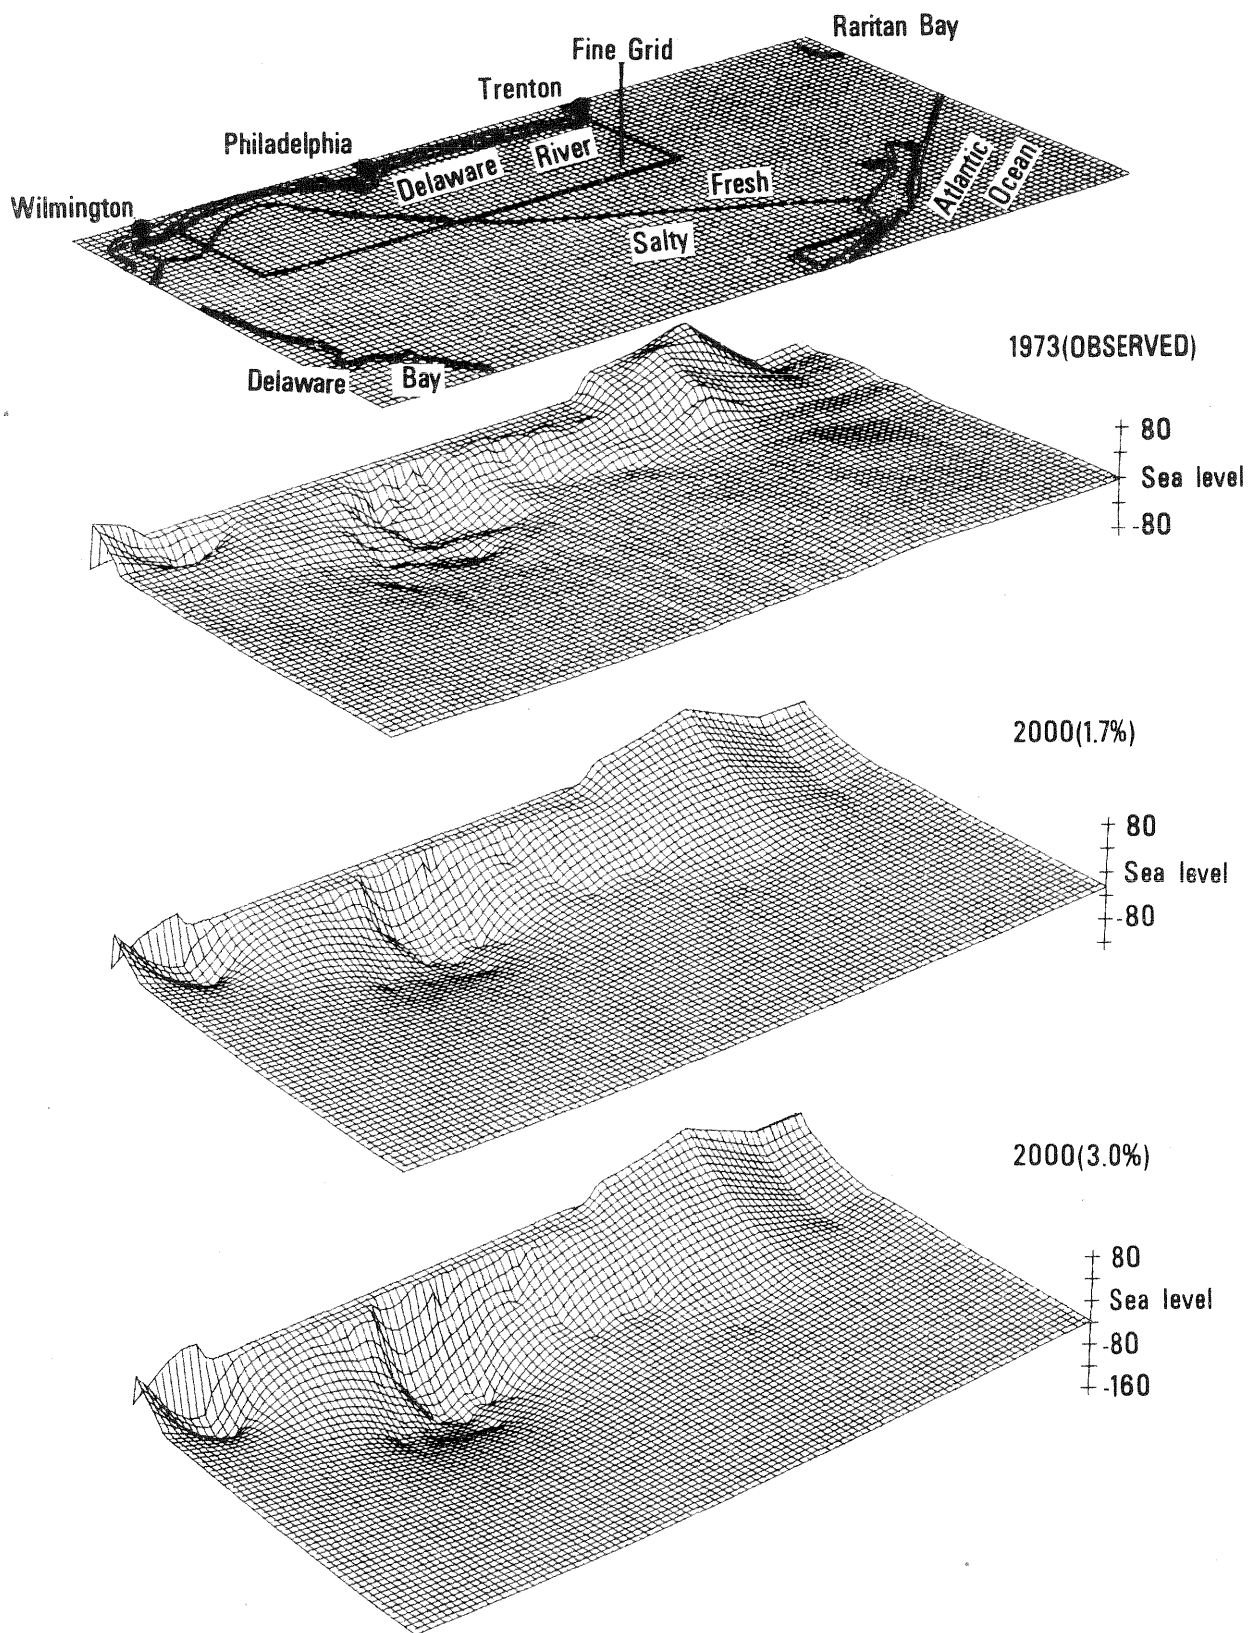 Raritan Bay
Fine Grid
Trenton
Philadelphia
Delaware River
Wilmington
Fresh
Salty
Atlantic
Ocean
Delaware Bay
1973(OBSERVED)
80
Sea level
-80
2000(1.7%)
80
Sea level
-80
2000(3.0%)
80
Sea level
-80
-160